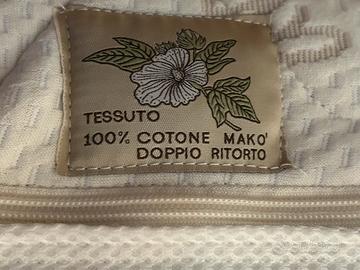 TESSUTO
100% COTONE MAKO'
DOPPIO RITORTO